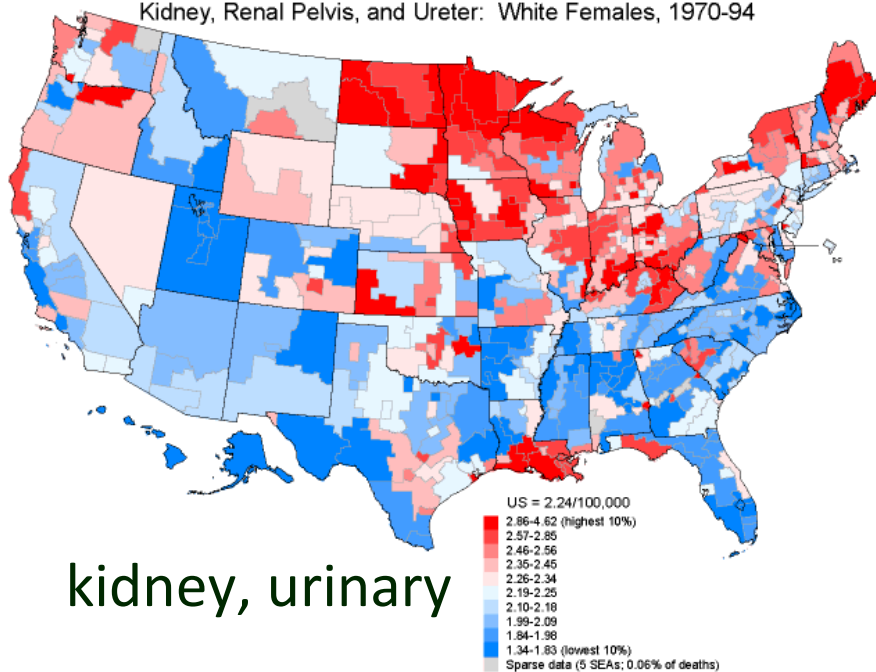 Kidney, Renal Pelvis, and Ureter: White Females, 1970-94
US = 2.24/100,000
2.86-4.62 (highest 10%)
2.57-2.85
2.46-2.56
2.35-2.45
2.26-2.34
2.19-2.25
2.10-2.18
1.99-2.09
1.84-1.98
1.34-1.83 (lowest 10%)
Sparse data (5 SEAs; 0.06% of deaths)
kidney, urinary